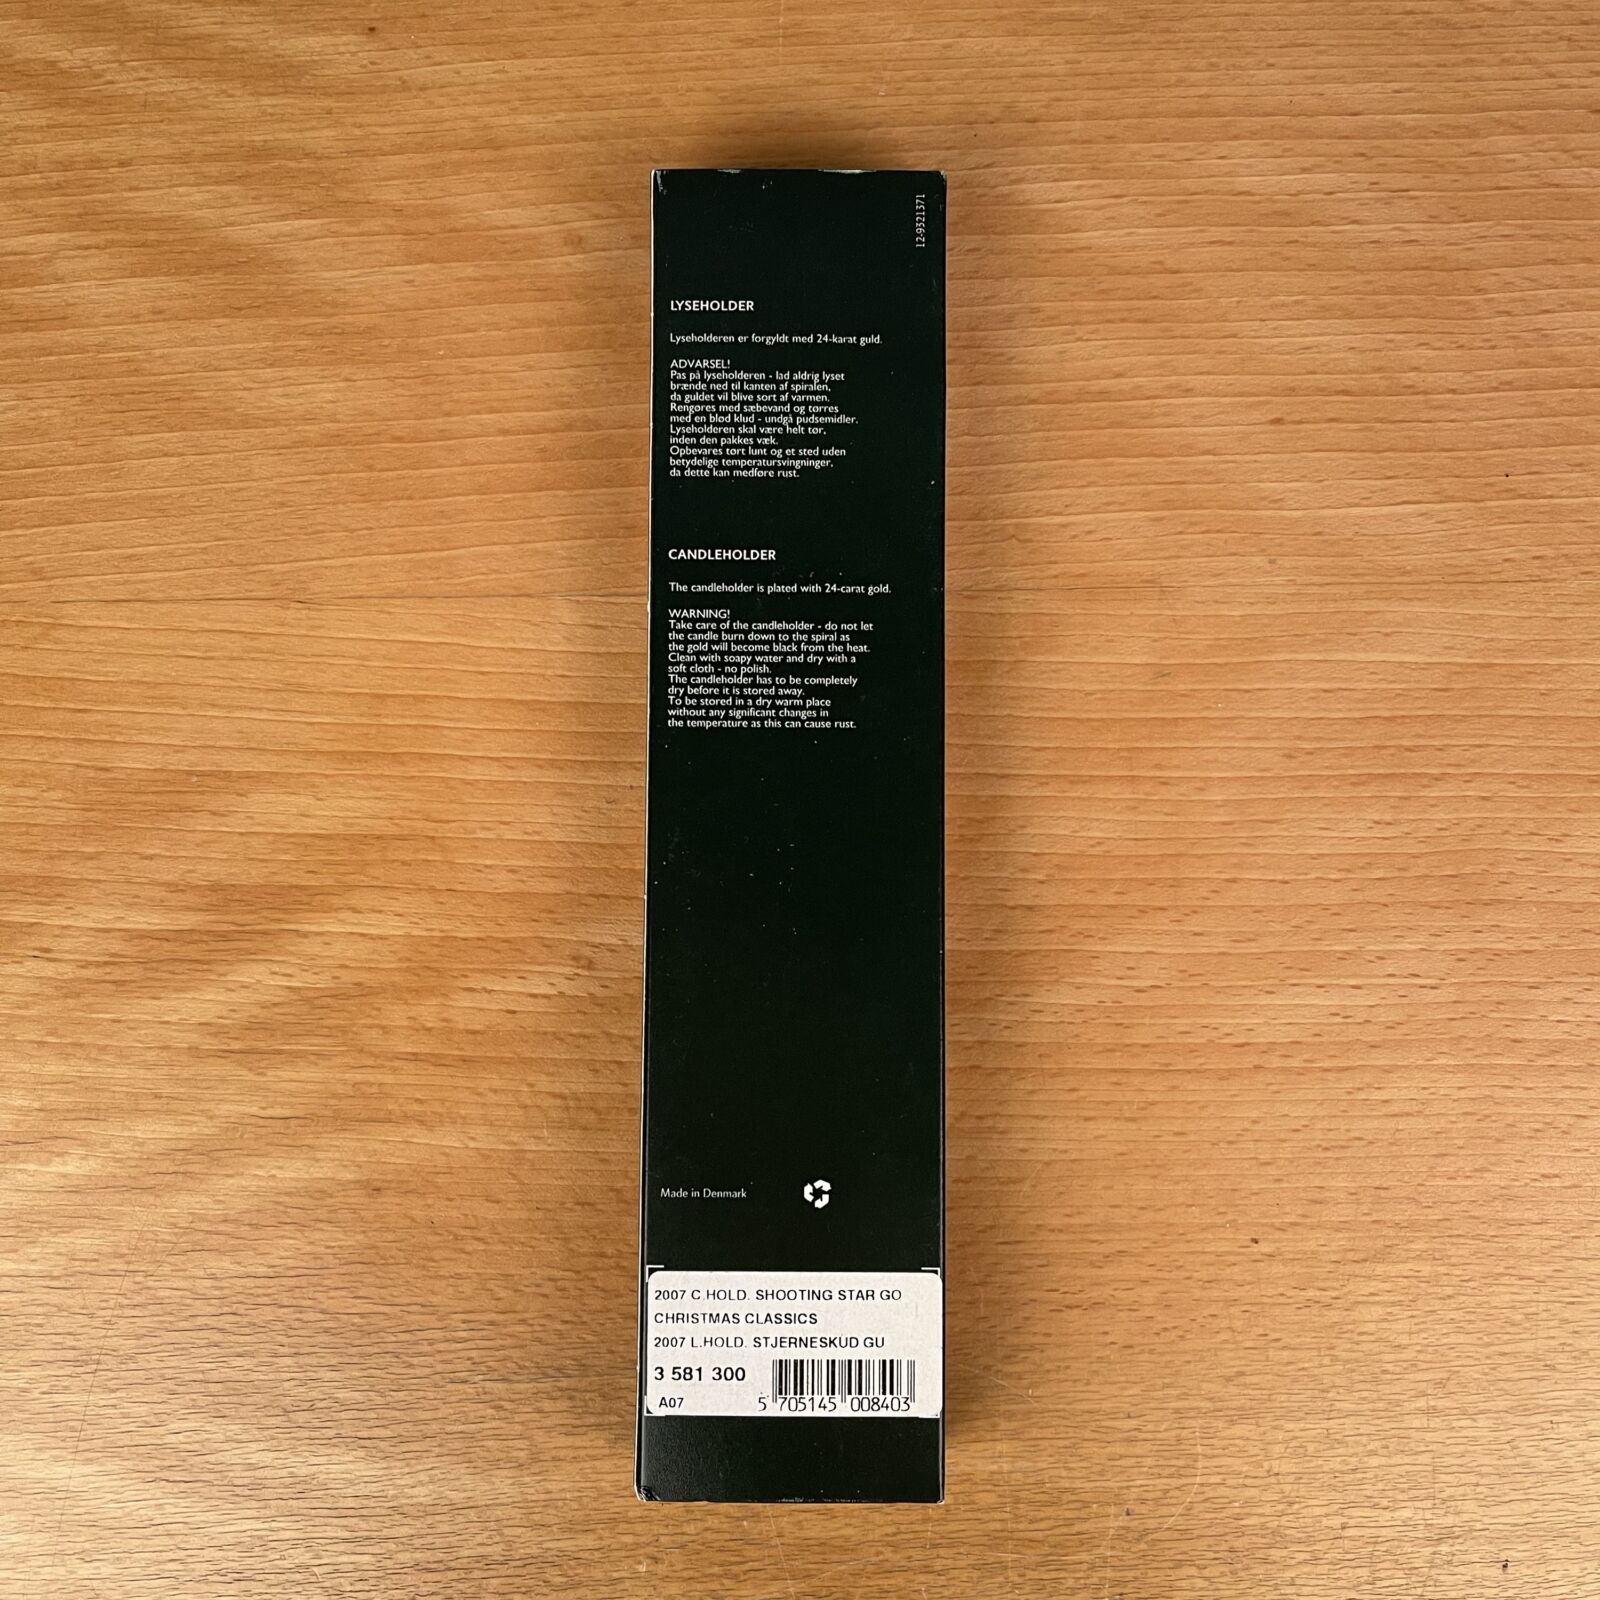 12-9321371
LYSEHOLDER
Lyseholderen er forgyldt med 24-karat guld.
ADVARSEL!
Pas på lyseholderen - lad aldrig lyset
brænde ned til kanten af spiralen,
da guldet vil blive sort af varmen.
Rengøres med sæbevand og tørres
med en blød klud - undgå pudsemidler.
Lyseholderen skal være helt tør,
inden den pakkes væk.
Opbevares tørt lunt og et sted uden
betydelige temperatursvingninger,
da dette kan medføre rust.
CANDLEHOLDER
The candleholder is plated with 24-carat gold.
WARNING!
Take care of the candleholder - do not let
the candle burn down to the spiral as
the gold will become black from the heat.
Clean with soapy water and dry with a
soft cloth - no polish.
The candleholder has to be completely
dry before it is stored away.
To be stored in a dry warm place
without any significant changes in
the temperature as this can cause rust.
Made in Denmark
2007 C.HOLD. SHOOTING STAR GO
CHRISTMAS CLASSICS
2007 L.HOLD. STJERNESKUD GU
3 581 300
A07
5 705145 008403